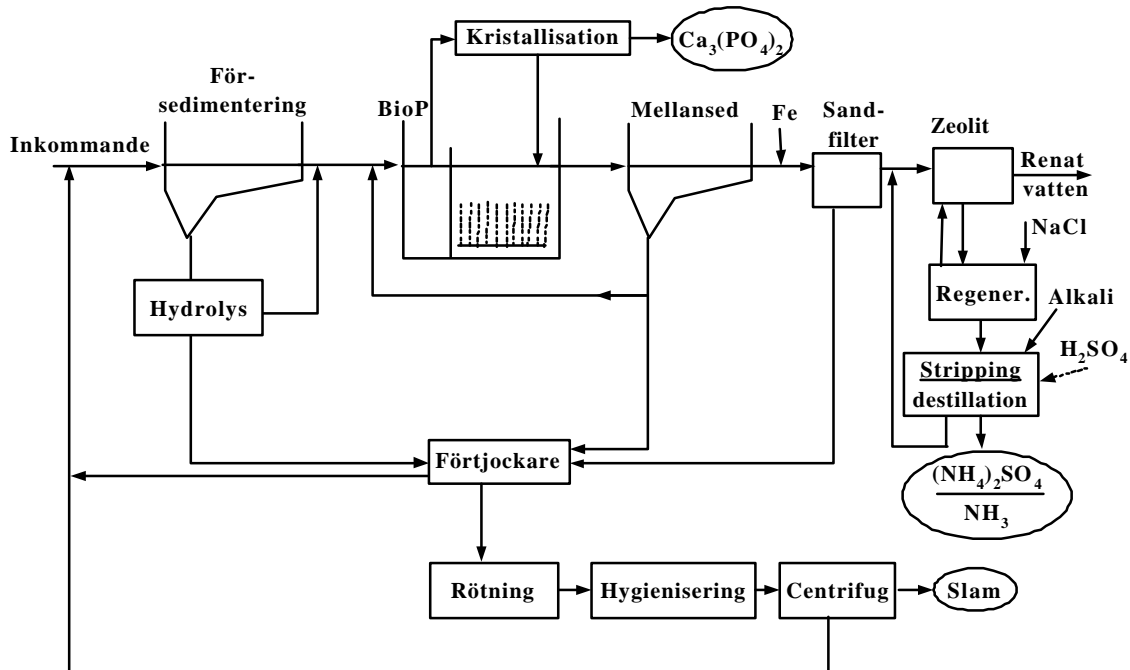 Kristallisation
Ca₃(PO₄)₂
För-
sedimentering
BioP
Mellansed
Fe
Sand-
filter
Zeolit
Inkommande
Renat
vatten
NaCl
Hydrolys
Regener.
Alkali
H₂SO₄
Stripping
destillation
Förtjockare
(NH₄)₂SO₄
NH₃
Rötning
Hygienisering
Centrifug
Slam